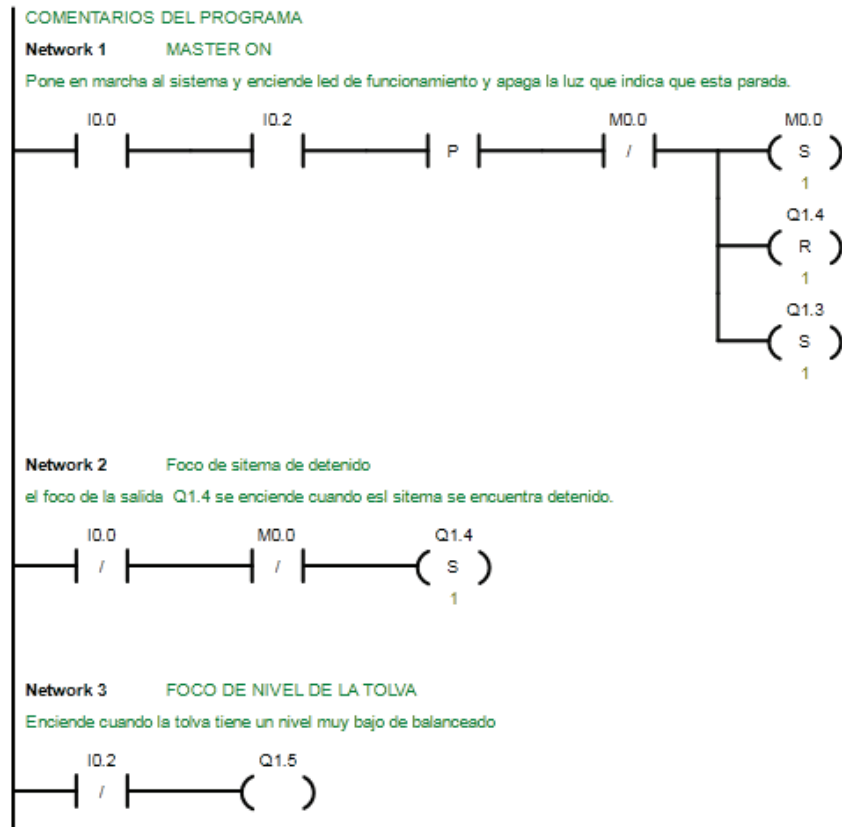 COMENTARIOS DEL PROGRAMA
Network 1 MASTER ON
Pone en marcha al sistema y enciende led de funcionamiento y apaga la luz que indica que esta parada.
I0.0 I0.2 M0.0 M0.0
P / S
1
Q1.4
R
1
Q1.3
S
1
Network 2 Foco de sitema de detenido
el foco de la salida Q1.4 se enciende cuando esl sitema se encuentra detenido.
I0.0 M0.0 Q1.4
/ / S
1
Network 3 FOCO DE NIVEL DE LA TOLVA
Enciende cuando la tolva tiene un nivel muy bajo de balanceado
I0.2 Q1.5
/